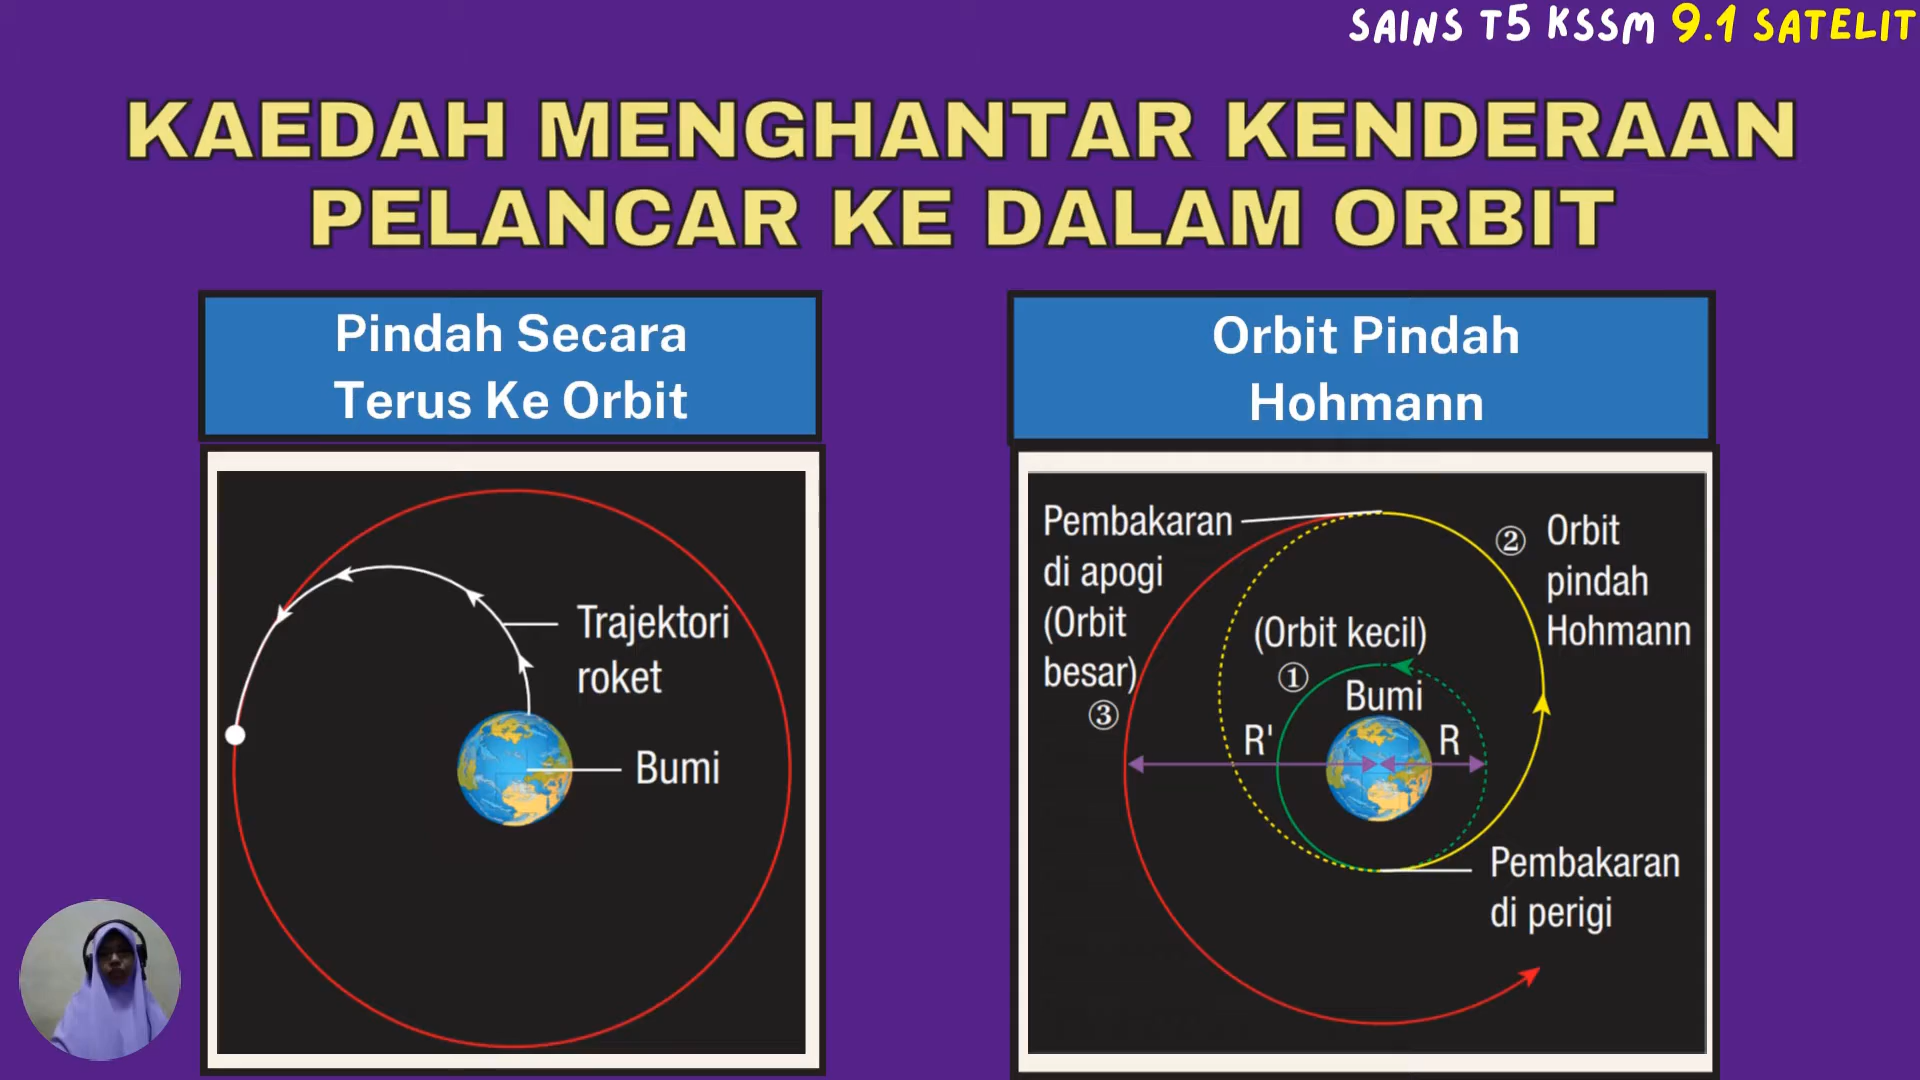 SAINS T5 KSSM 9.1 SATELIT
KAEDAH MENGHANTAR KENDERAAN
PELANCAR KE DALAM ORBIT
Pindah Secara
Terus Ke Orbit
Trajektori
roket
Bumi
Orbit Pindah
Hohmann
Pembakaran
di apogi
(Orbit
besar)
③
② Orbit
pindah
Hohmann
(Orbit kecil)
①
Bumi
R'
R
Pembakaran
di perigi